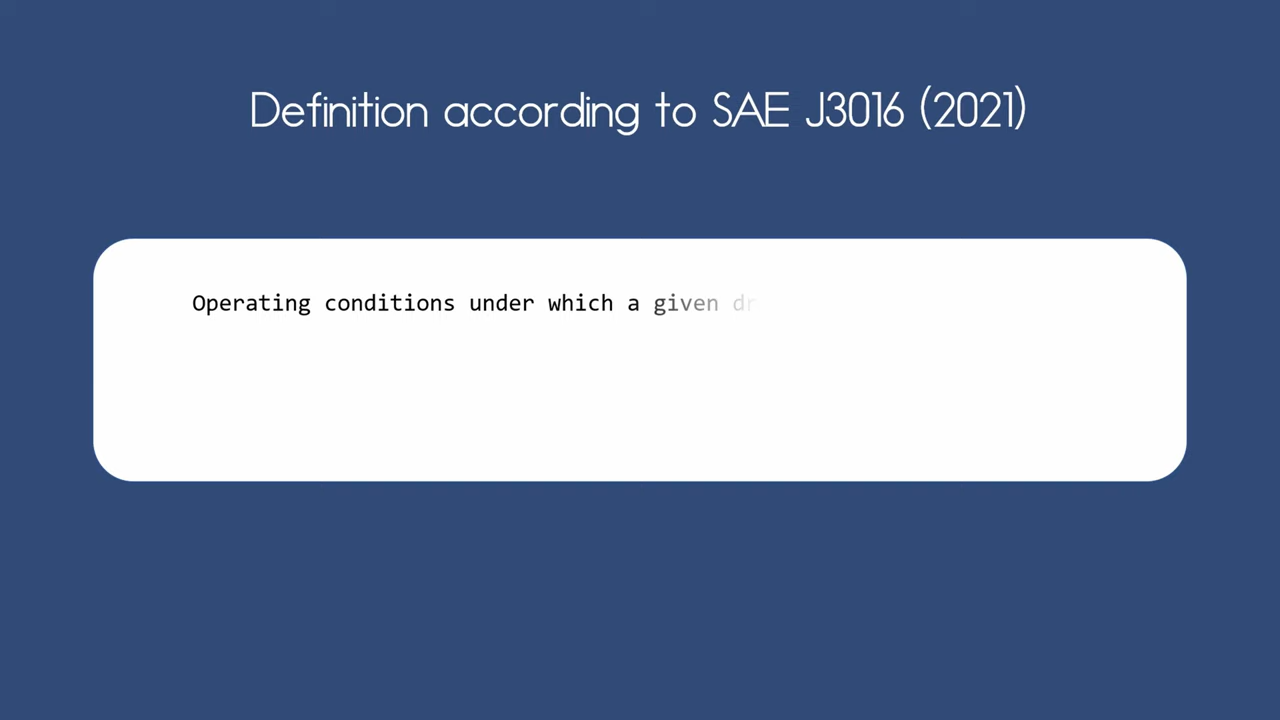 Definition according to SAE J3016 (2021)
Operating conditions under which a given